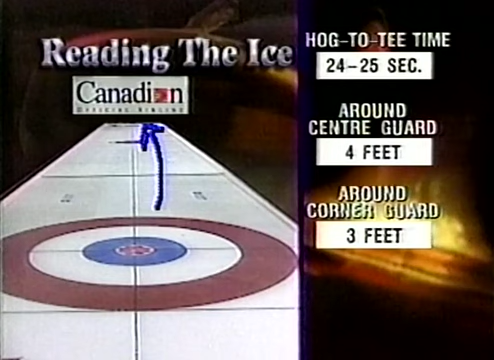 Reading The Ice
Canadian
HOG-TO-TEE TIME
24-25 SEC.
AROUND
CENTRE GUARD
4 FEET
AROUND
CORNER GUARD
3 FEET